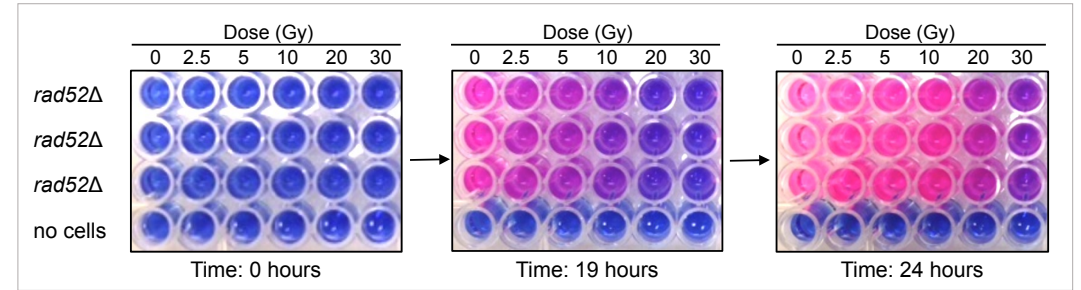 Dose (Gy) Dose (Gy) Dose (Gy)
0 2.5 5 10 20 30 0 2.5 5 10 20 30 0 2.5 5 10 20 30
rad52Δ
rad52Δ
rad52Δ
no cells
Time: 0 hours Time: 19 hours Time: 24 hours